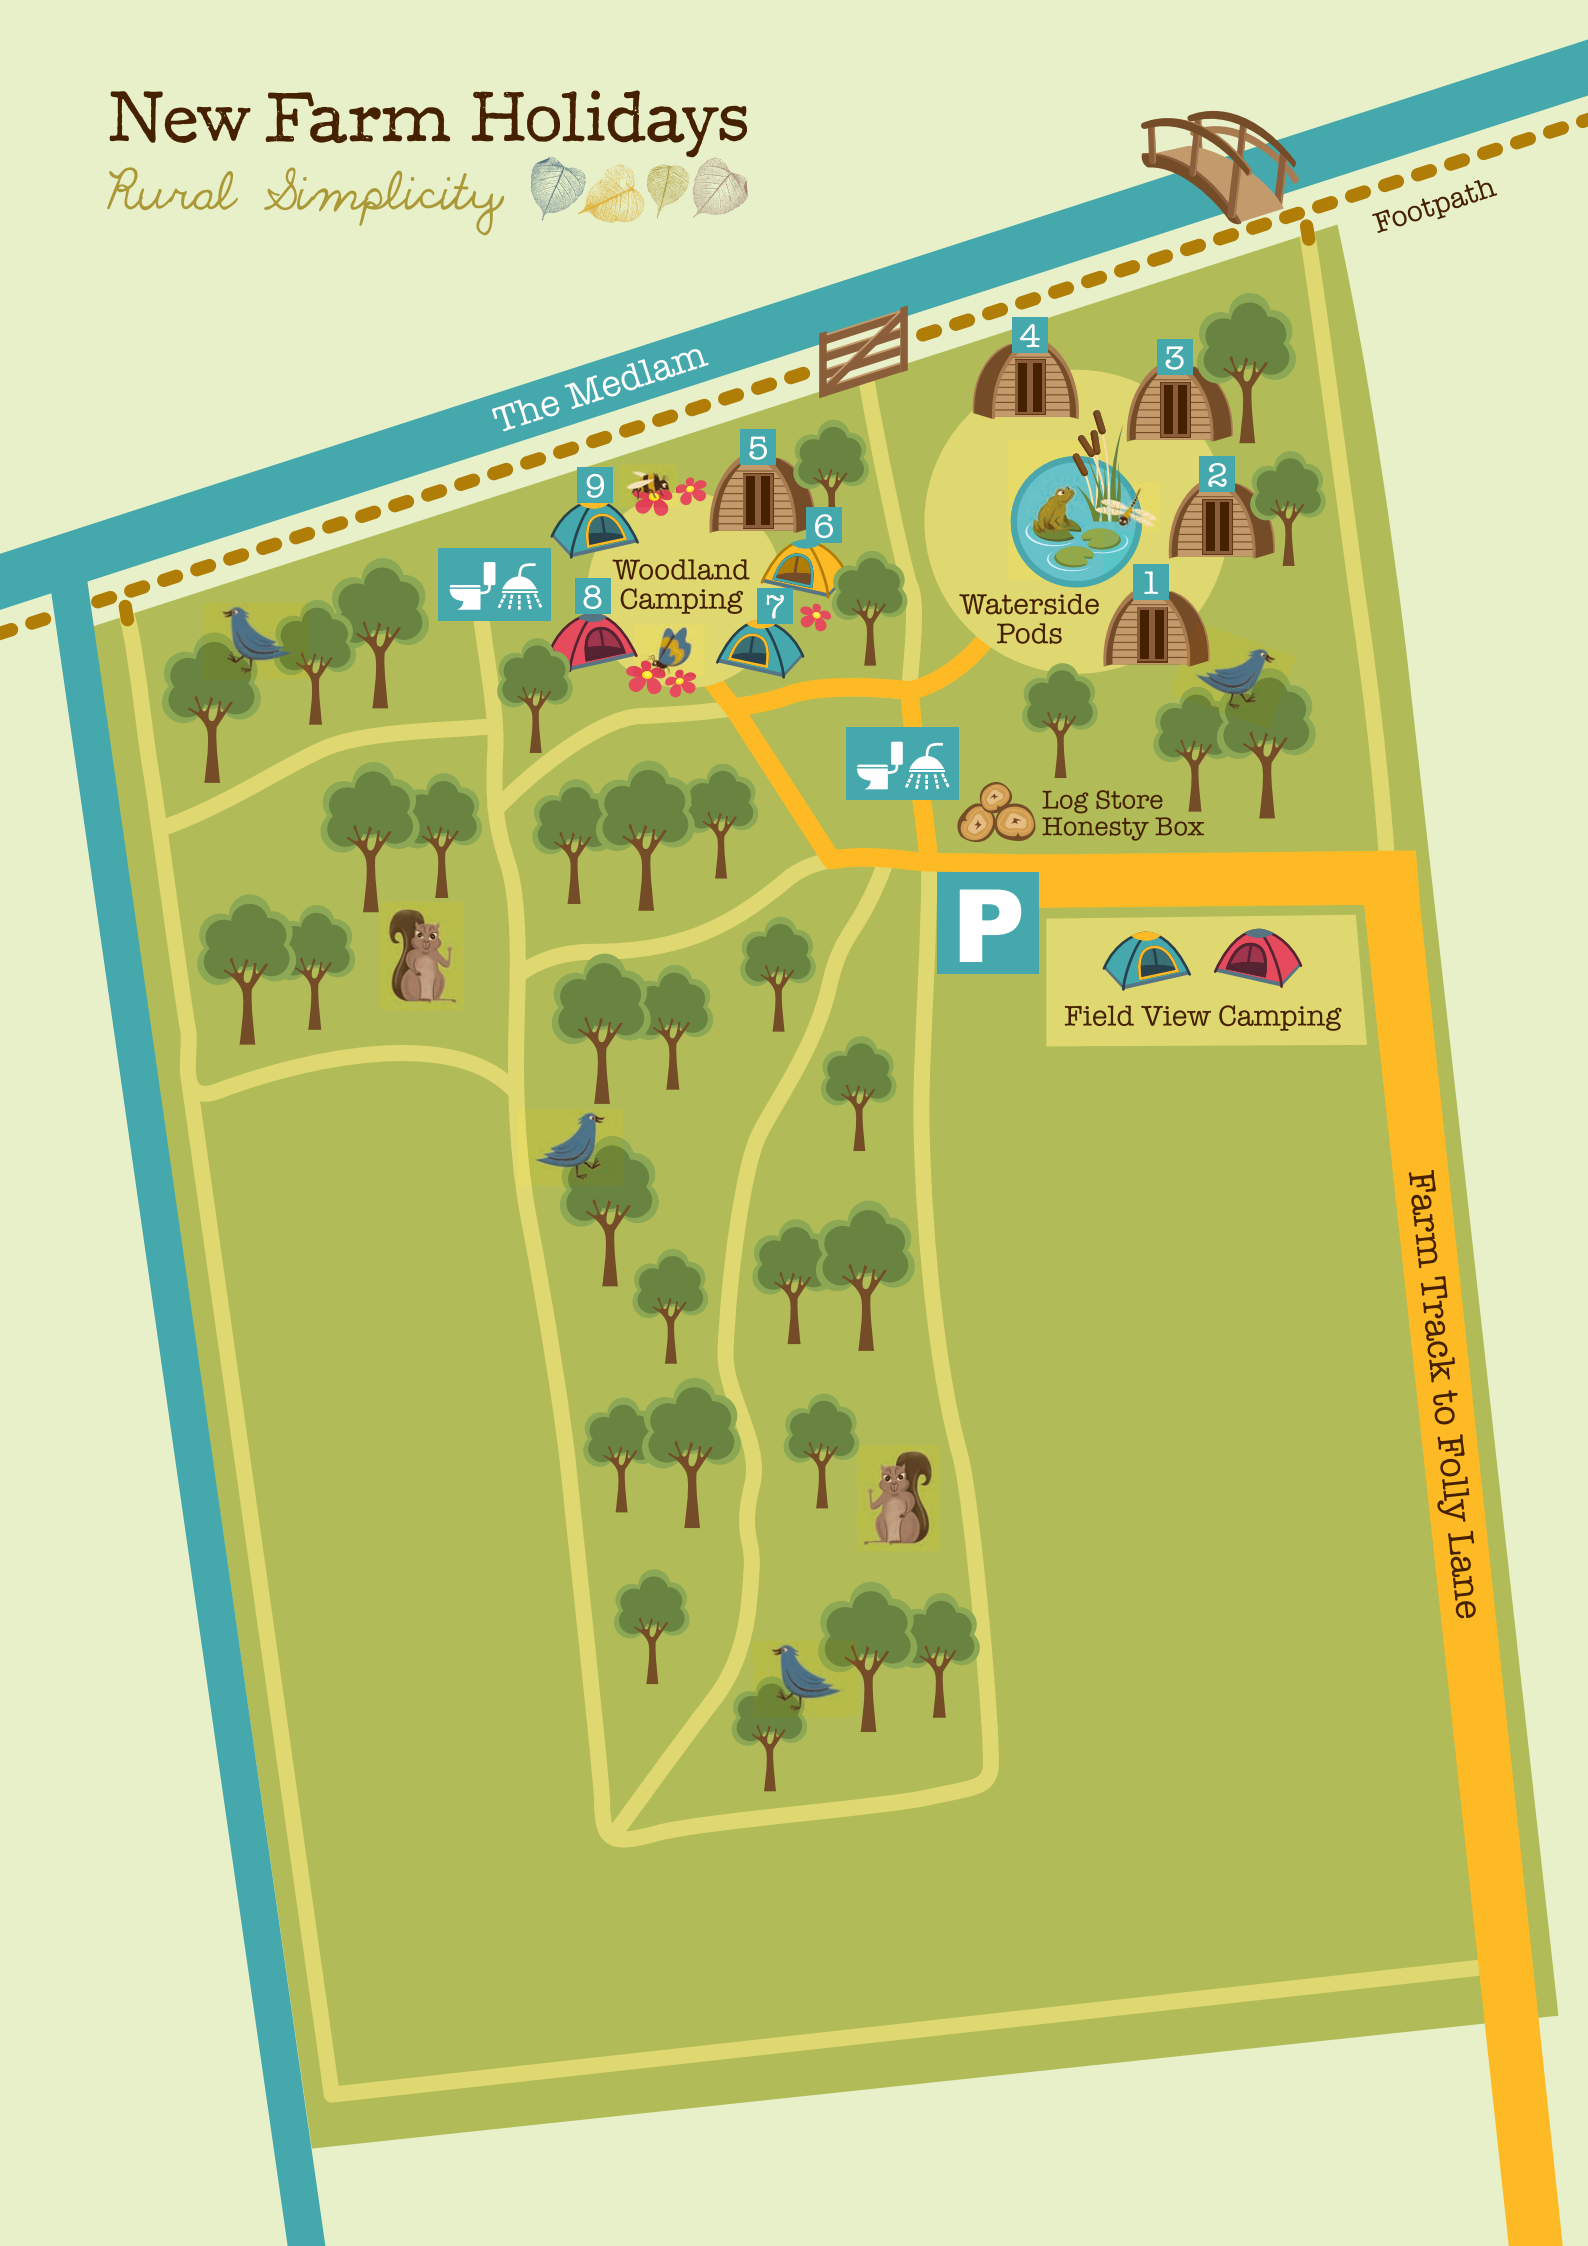 New Farm Holidays
Rural Simplicity
Footpath
The Medlam
4
3
5
9
2
6
Woodland
Camping
8
7
1
Waterside
Pods
Log Store
Honesty Box
P
Field View Camping
Farm Track to Folly Lane